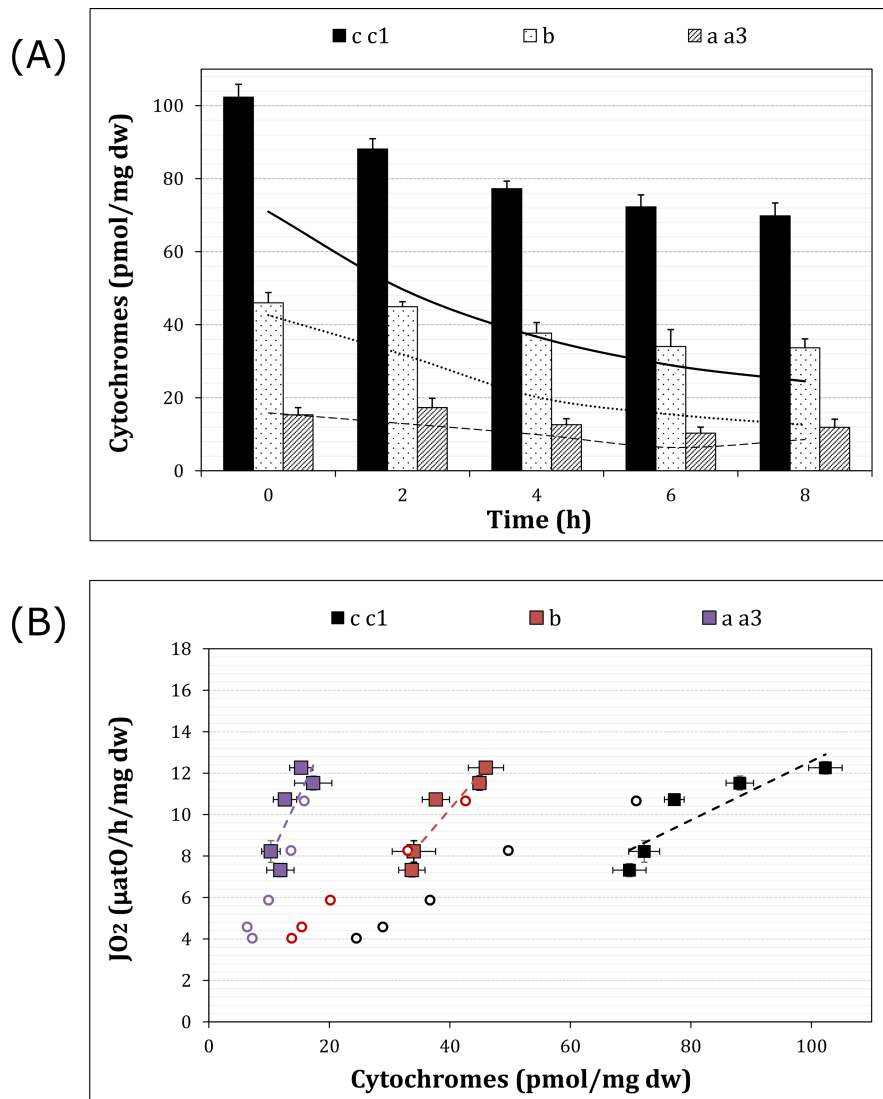 (A)
c c1 b a a3
Cytochromes (pmol/mg dw)
100
80
60
40
20
0
0 2 4 6 8
Time (h)
(B)
c c1 b a a3
JO2 (µatO/h/mg dw)
18
16
14
12
10
8
6
4
2
0
0 20 40 60 80 100
Cytochromes (pmol/mg dw)